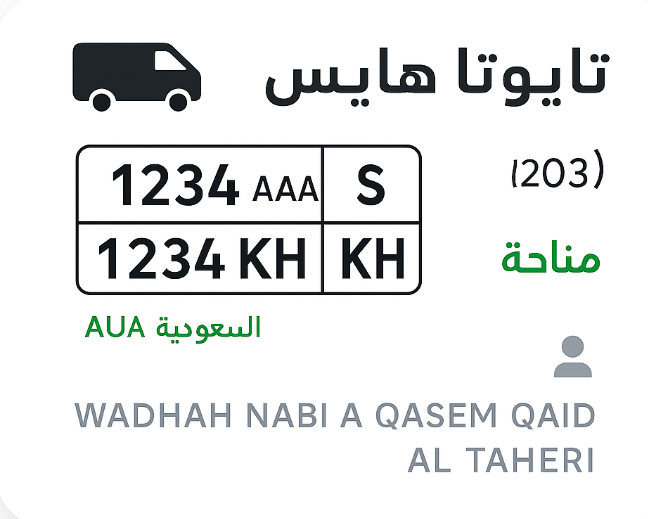 تايوتا هايس
1234 AAA S
(203)
1234 KH KH
مناحة
السعودية AUA
WADHAH NABI A QASEM QAID
AL TAHERI